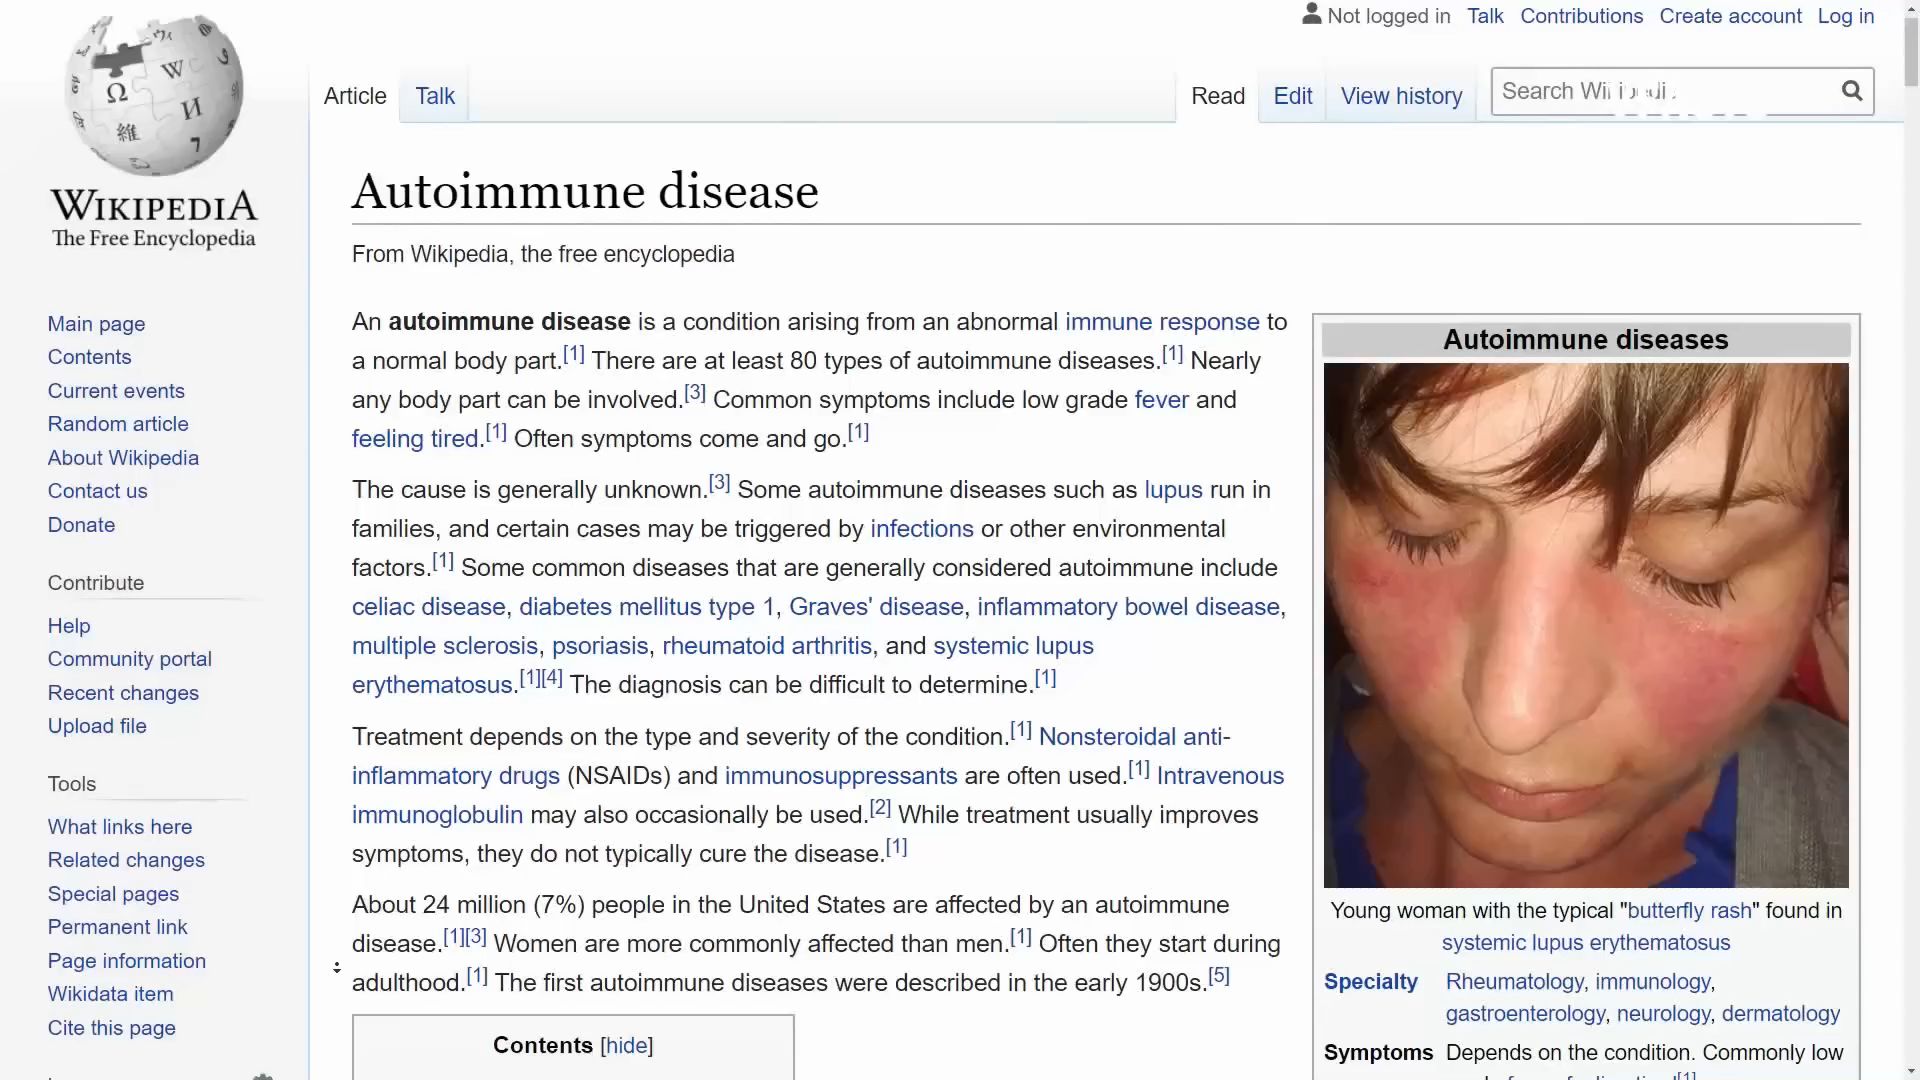 Not logged in Talk Contributions Create account Log in
Article Talk Read Edit View history Search
WIKIPEDIA
The Free Encyclopedia
Main page
Contents
Current events
Random article
About Wikipedia
Contact us
Donate
Contribute
Help
Community portal
Recent changes
Upload file
Tools
What links here
Related changes
Special pages
Permanent link
Page information
Wikidata item
Cite this page
Autoimmune disease
From Wikipedia, the free encyclopedia
An autoimmune disease is a condition arising from an abnormal immune response to
a normal body part.[1] There are at least 80 types of autoimmune diseases.[1] Nearly
any body part can be involved.[3] Common symptoms include low grade fever and
feeling tired.[1] Often symptoms come and go.[1]
The cause is generally unknown.[3] Some autoimmune diseases such as lupus run in
families, and certain cases may be triggered by infections or other environmental
factors.[1] Some common diseases that are generally considered autoimmune include
celiac disease, diabetes mellitus type 1, Graves' disease, inflammatory bowel disease,
multiple sclerosis, psoriasis, rheumatoid arthritis, and systemic lupus
erythematosus.[1][4] The diagnosis can be difficult to determine.[1]
Treatment depends on the type and severity of the condition.[1] Nonsteroidal anti-
inflammatory drugs (NSAIDs) and immunosuppressants are often used.[1] Intravenous
immunoglobulin may also occasionally be used.[2] While treatment usually improves
symptoms, they do not typically cure the disease.[1]
About 24 million (7%) people in the United States are affected by an autoimmune
disease.[1][3] Women are more commonly affected than men.[1] Often they start during
adulthood.[1] The first autoimmune diseases were described in the early 1900s.[5]
Contents [hide]
Autoimmune diseases
Young woman with the typical "butterfly rash" found in
systemic lupus erythematosus
Specialty Rheumatology, immunology,
gastroenterology, neurology, dermatology
Symptoms Depends on the condition. Commonly low